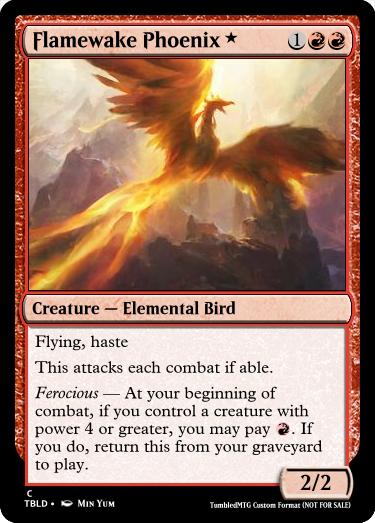 Flamewake Phoenix ★ 1
Creature — Elemental Bird
Flying, haste
This attacks each combat if able.
Ferocious — At your beginning of
combat, if you control a creature with
power 4 or greater, you may pay . If
you do, return this from your graveyard
to play.
2/2
C
TBLD • Min Yum
TumbledMTG Custom Format (NOT FOR SALE)